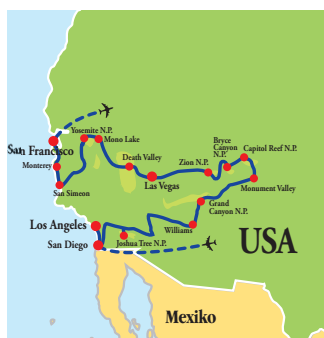 Yosemite N.P.
San Francisco
Mono Lake
Monterey
San Simeon
Death Valley
Las Vegas
Zion N.P.
Bryce
Canyon
N.P.
Capitol Reef N.P.
Monument Valley
Grand
Canyon N.P.
Williams
Los Angeles
San Diego
Joshua Tree N.P.
USA
Mexiko